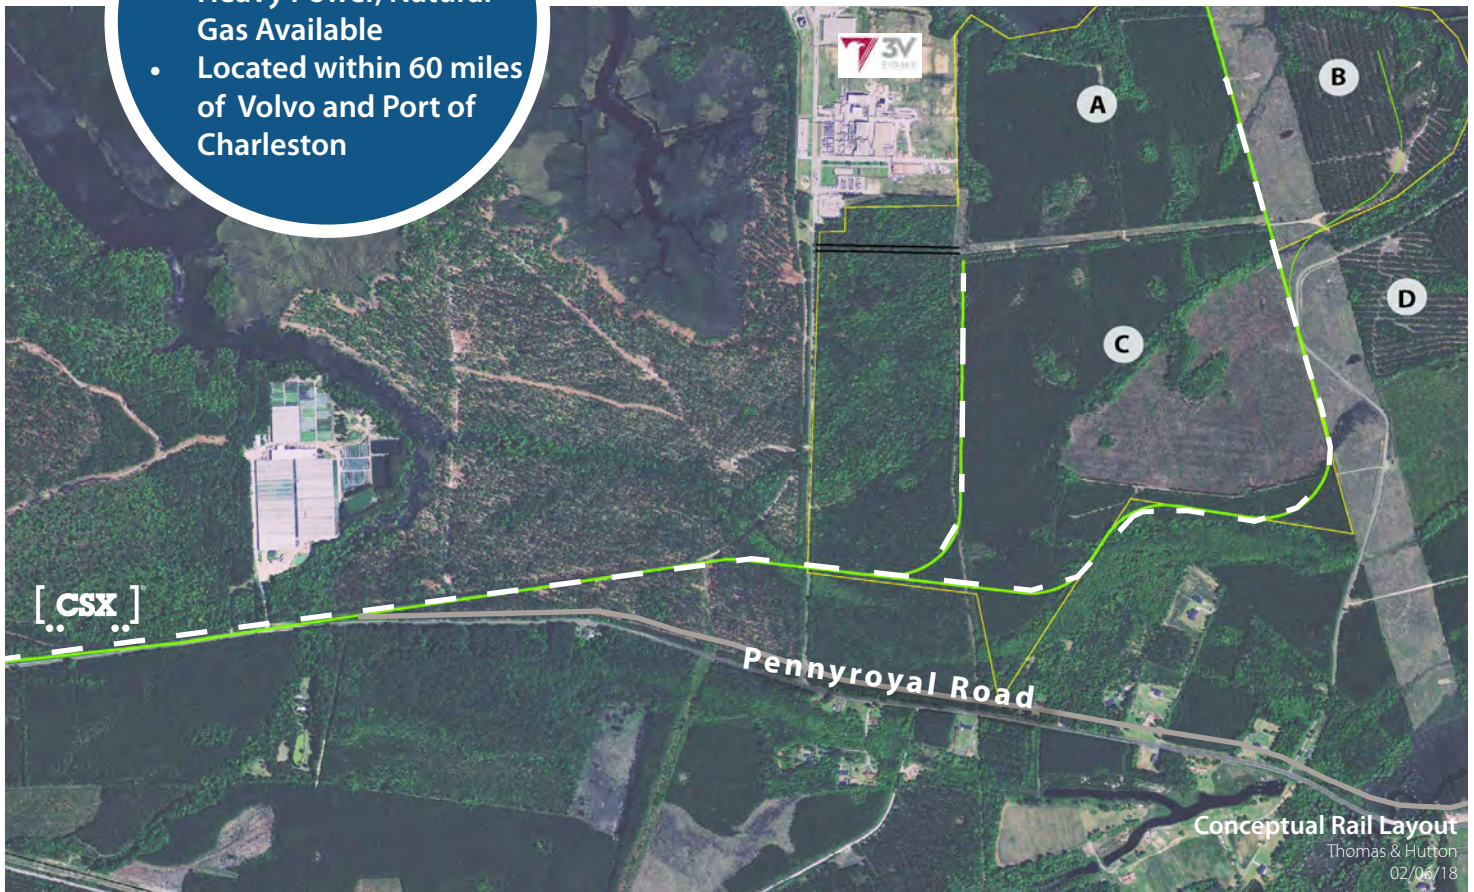 Gas Available
• Located within 60 miles
of Volvo and Port of
Charleston
3V
A
B
C
D
[CSX]®
Pennyroyal Road
Conceptual Rail Layout
Thomas & Hutton
02/06/18